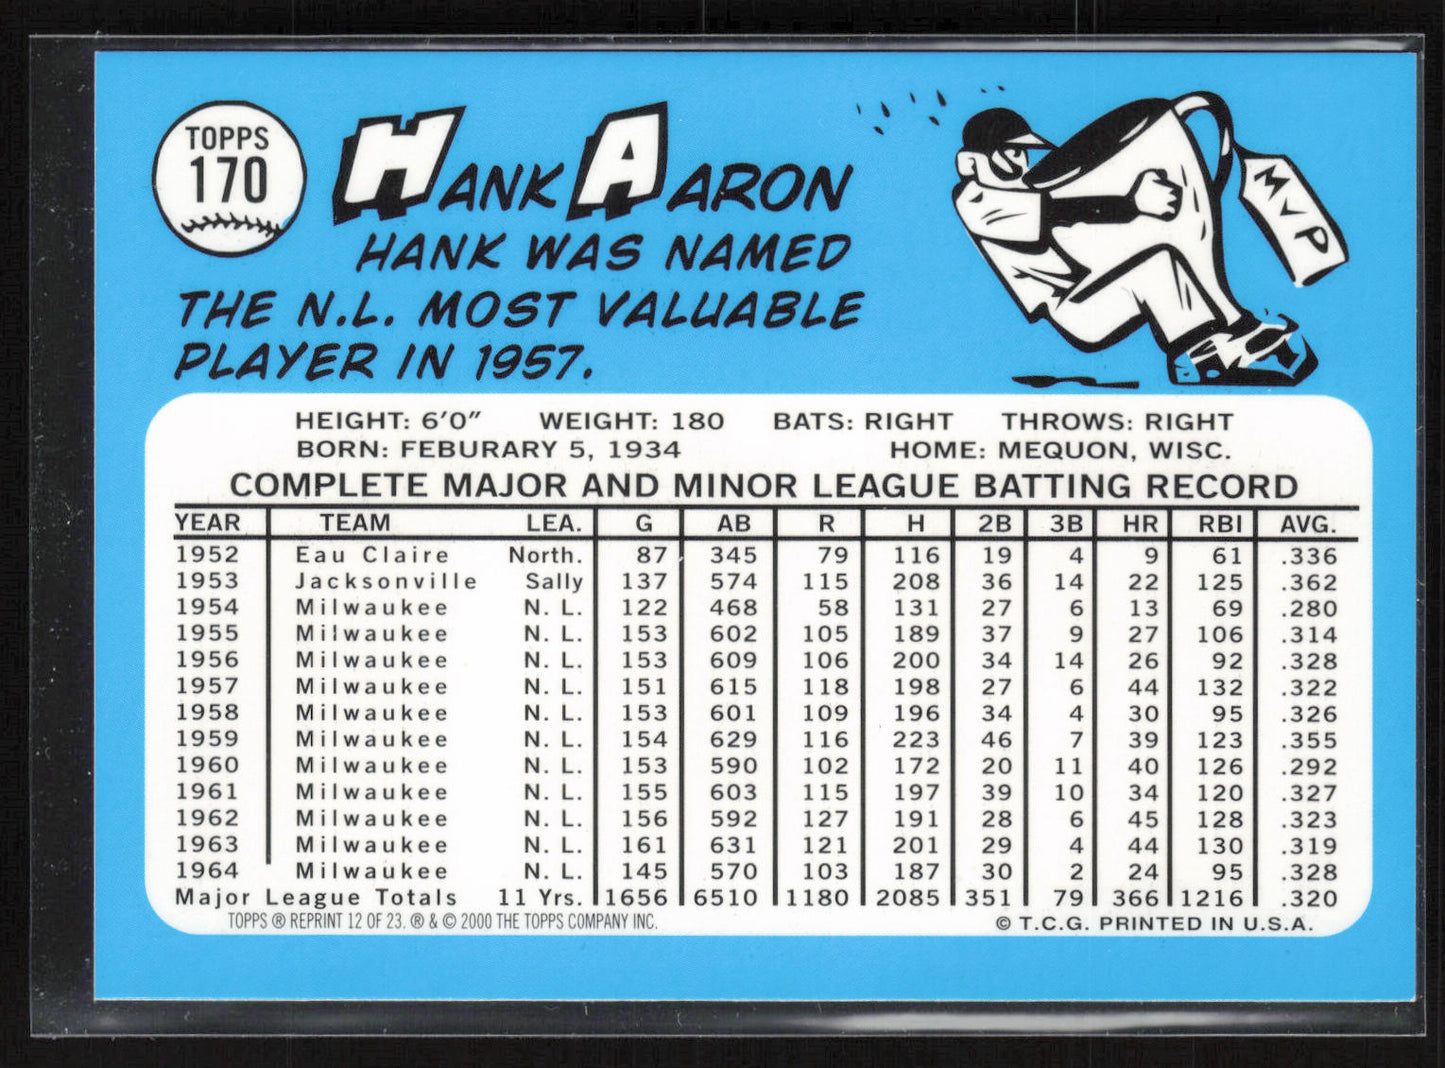 TOPPS
170
HANK AARON
HANK WAS NAMED
THE N.L. MOST VALUABLE
PLAYER IN 1957.
MVP
HEIGHT: 6'0" WEIGHT: 180 BATS: RIGHT THROWS: RIGHT
BORN: FEBURARY 5, 1934 HOME: MEQUON, WISC.
COMPLETE MAJOR AND MINOR LEAGUE BATTING RECORD
YEAR TEAM LEA. G AB R H 2B 3B HR RBI AVG.
1952 Eau Claire North. 87 345 79 116 19 4 9 61 .336
1953 Jacksonville Sally 137 574 115 208 36 14 22 125 .362
1954 Milwaukee N. L. 122 468 58 131 27 6 13 69 .280
1955 Milwaukee N. L. 153 602 105 189 37 9 27 106 .314
1956 Milwaukee N. L. 153 609 106 200 34 14 26 92 .328
1957 Milwaukee N. L. 151 615 118 198 27 6 44 132 .322
1958 Milwaukee N. L. 153 601 109 196 34 4 30 95 .326
1959 Milwaukee N. L. 154 629 116 223 46 7 39 123 .355
1960 Milwaukee N. L. 153 590 102 172 20 11 40 126 .292
1961 Milwaukee N. L. 155 603 115 197 39 10 34 120 .327
1962 Milwaukee N. L. 156 592 127 191 28 6 45 128 .323
1963 Milwaukee N. L. 161 631 121 201 29 4 44 130 .319
1964 Milwaukee N. L. 145 570 103 187 30 2 24 95 .328
Major League Totals 11 Yrs. 1656 6510 1180 2085 351 79 366 1216 .320
TOPPS ® REPRINT 12 OF 23. ® & © 2000 THE TOPPS COMPANY INC. © T.C.G. PRINTED IN U.S.A.